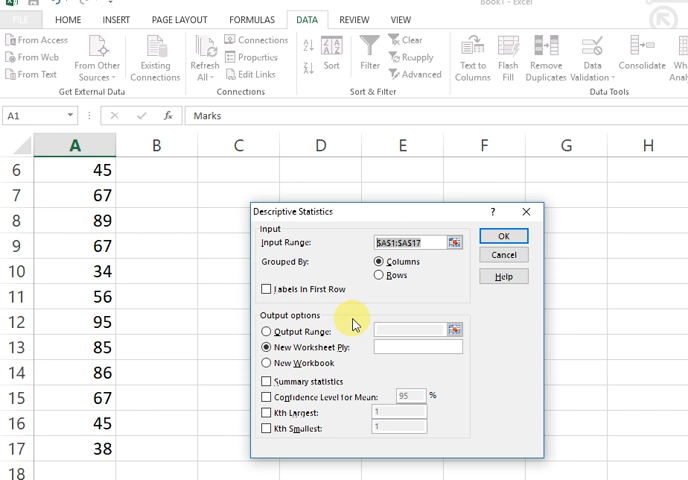 Book1 - Excel
FILE HOME INSERT PAGE LAYOUT FORMULAS DATA REVIEW VIEW
From Access
From Web
From Text
From Other
Sources
Existing
Connections
Get External Data
Refresh
All
Connections
Properties
Edit Links
Connections
Sort
Filter
Clear
Reapply
Advanced
Sort & Filter
Text to
Columns
Flash
Fill
Remove
Duplicates
Data
Validation
Consolidate
Data Tools
A1 fx Marks
A B C D E F G H
6 45
7 67
8 89
9 67
10 34
11 56
12 95
13 85
14 86
15 67
16 45
17 38
18
Descriptive Statistics ?
Input
Input Range: $A$1:$A$17
Grouped By: Columns
Rows
Labels in First Row
Output options
Output Range:
New Worksheet Ply:
New Workbook
Summary statistics
Confidence Level for Mean: 95 %
Kth Largest: 1
Kth Smallest: 1
OK
Cancel
Help